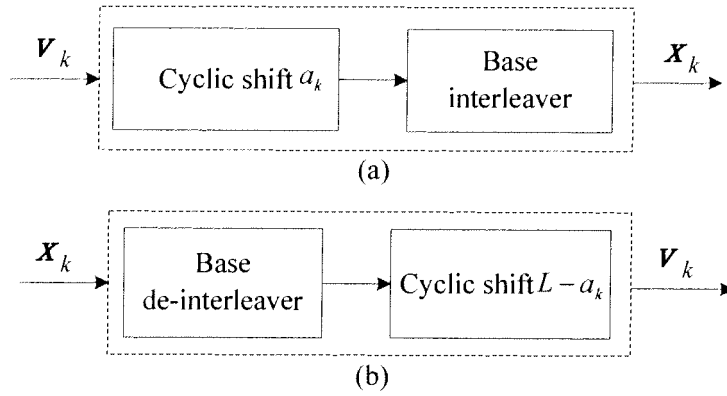 V_k
Cyclic shift a_k
Base
interleaver
X_k
(a)
X_k
Base
de-interleaver
Cyclic shift L − a_k
V_k
(b)